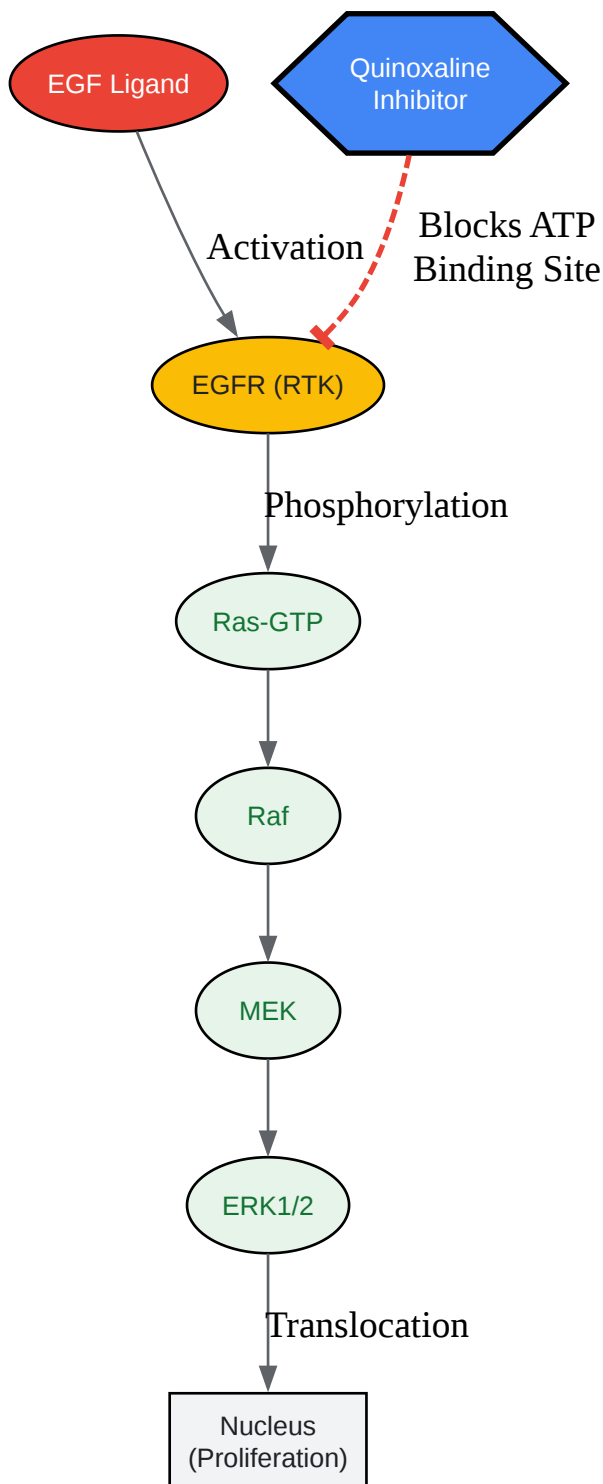 EGF Ligand
Quinoxaline
Inhibitor
Activation
Blocks ATP
Binding Site
EGFR (RTK)
Phosphorylation
Ras-GTP
Raf
MEK
ERK1/2
Translocation
Nucleus
(Proliferation)